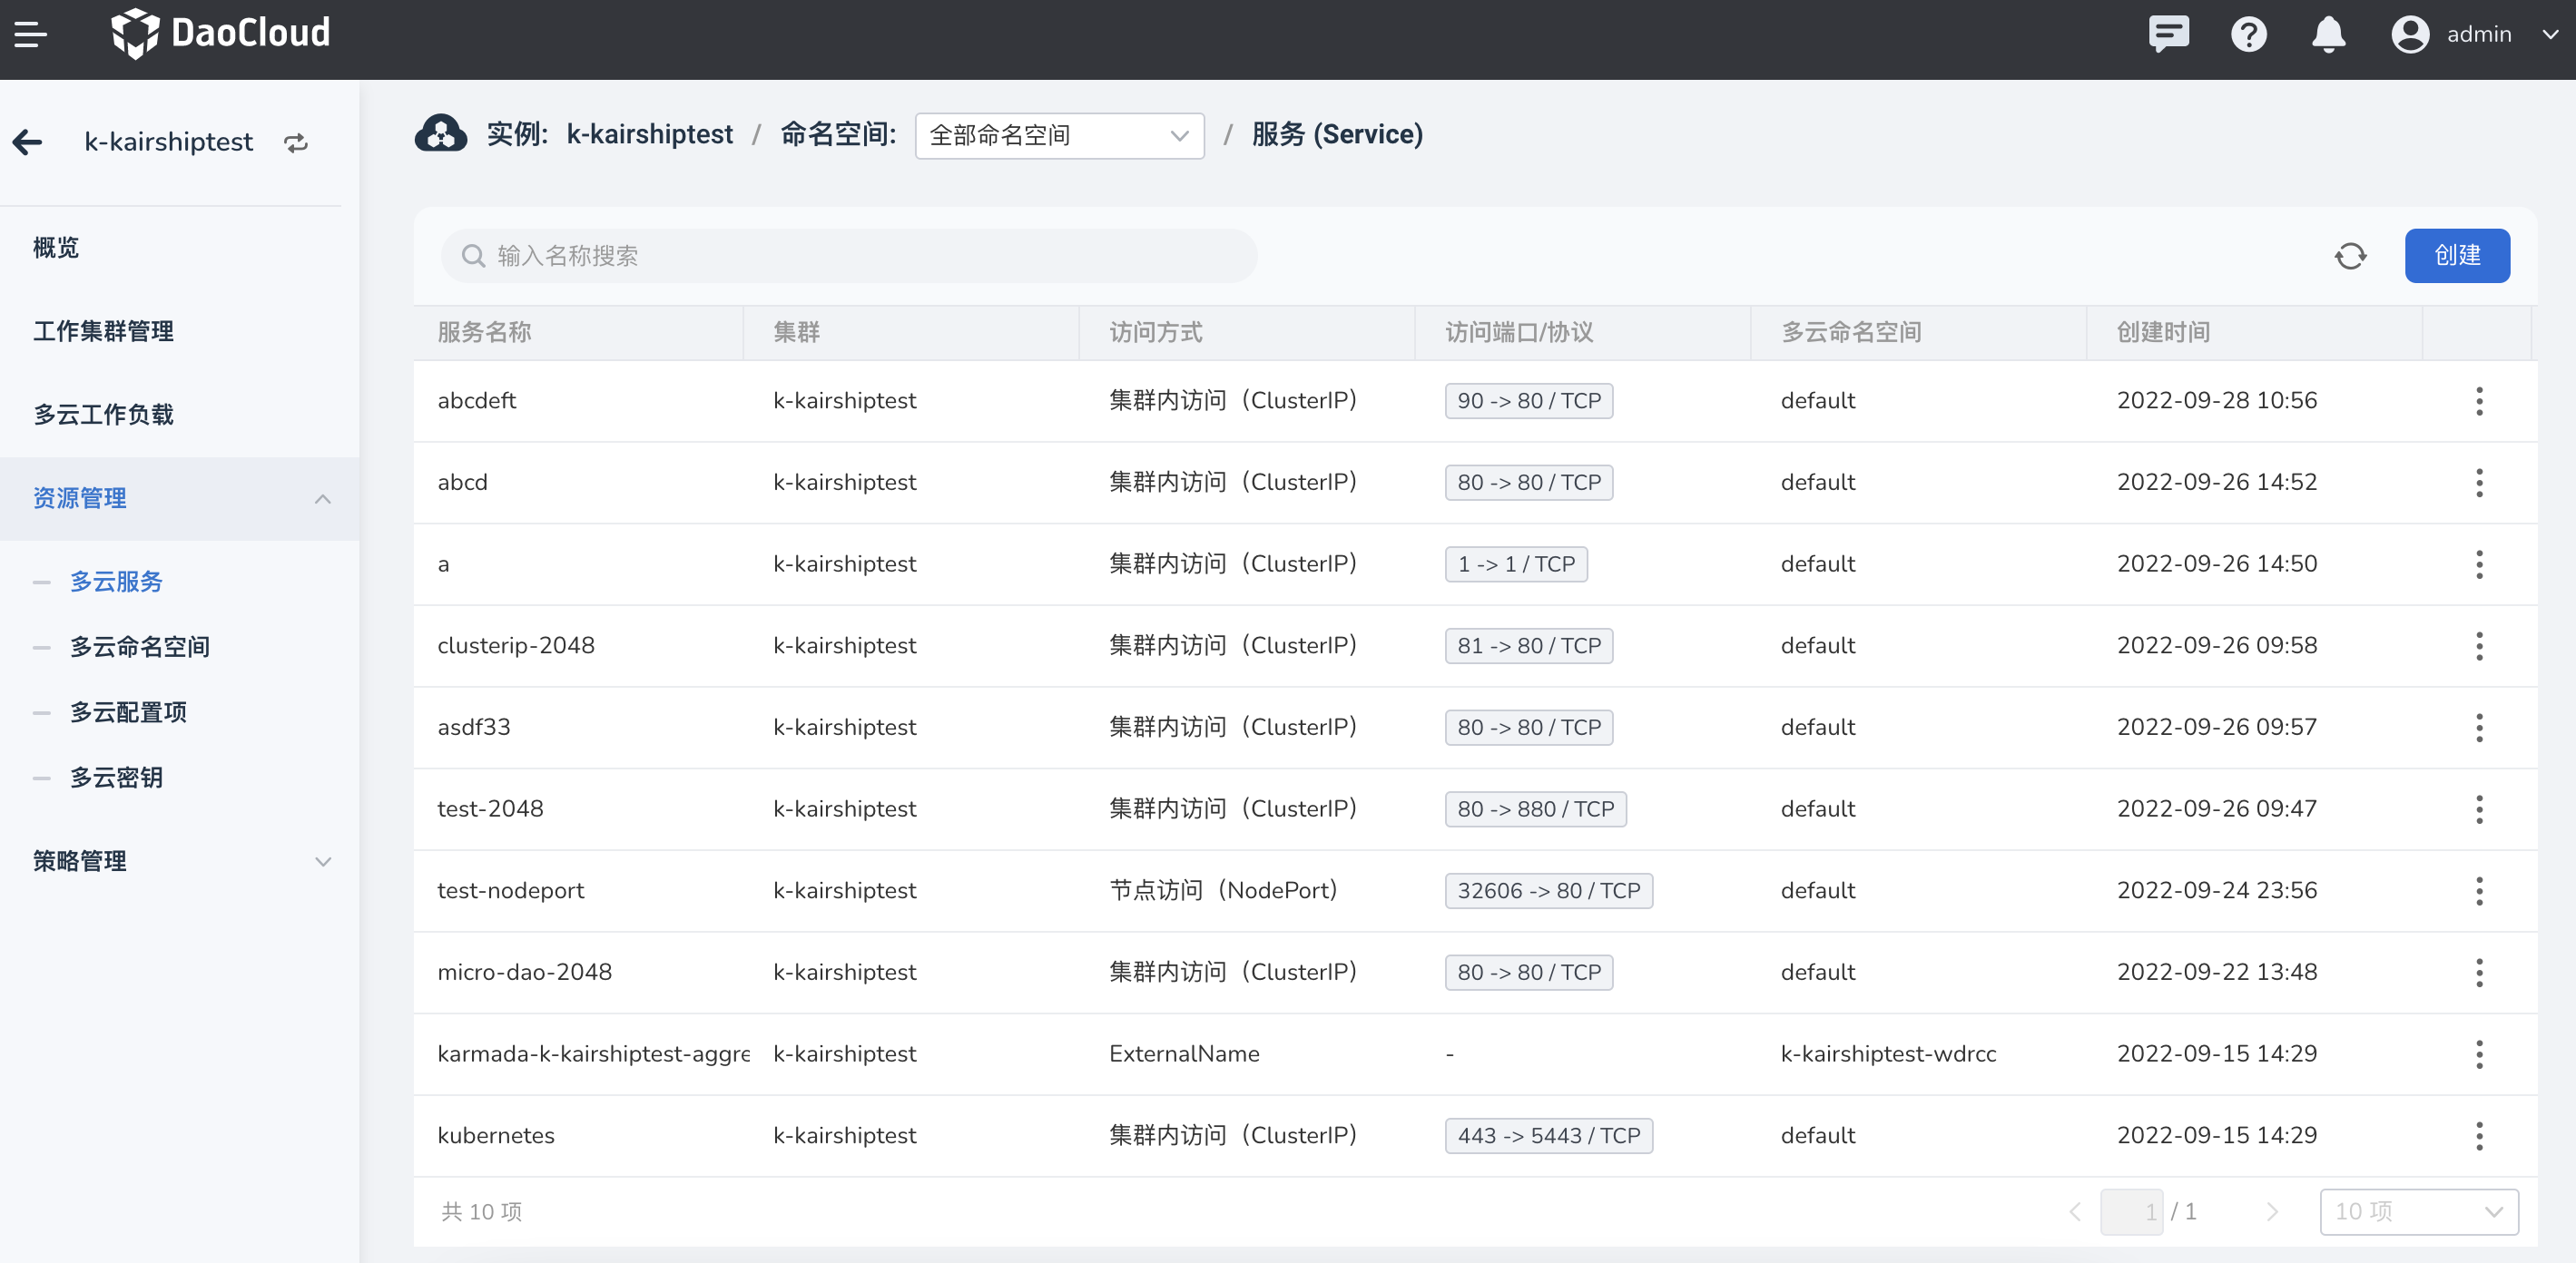 DaoCloud
admin
k-kairshiptest
概览
工作集群管理
多云工作负载
资源管理
多云服务
多云命名空间
多云配置项
多云密钥
策略管理
实例: k-kairshiptest / 命名空间: 全部命名空间 / 服务 (Service)
输入名称搜索
创建
服务名称 集群 访问方式 访问端口/协议 多云命名空间 创建时间
abcdeft k-kairshiptest 集群内访问（ClusterIP） 90 -> 80 / TCP default 2022-09-28 10:56
abcd k-kairshiptest 集群内访问（ClusterIP） 80 -> 80 / TCP default 2022-09-26 14:52
a k-kairshiptest 集群内访问（ClusterIP） 1 -> 1 / TCP default 2022-09-26 14:50
clusterip-2048 k-kairshiptest 集群内访问（ClusterIP） 81 -> 80 / TCP default 2022-09-26 09:58
asdf33 k-kairshiptest 集群内访问（ClusterIP） 80 -> 80 / TCP default 2022-09-26 09:57
test-2048 k-kairshiptest 集群内访问（ClusterIP） 80 -> 880 / TCP default 2022-09-26 09:47
test-nodeport k-kairshiptest 节点访问（NodePort） 32606 -> 80 / TCP default 2022-09-24 23:56
micro-dao-2048 k-kairshiptest 集群内访问（ClusterIP） 80 -> 80 / TCP default 2022-09-22 13:48
karmada-k-kairshiptest-aggre k-kairshiptest ExternalName - k-kairshiptest-wdrcc 2022-09-15 14:29
kubernetes k-kairshiptest 集群内访问（ClusterIP） 443 -> 5443 / TCP default 2022-09-15 14:29
共 10 项 1 / 1 10 项